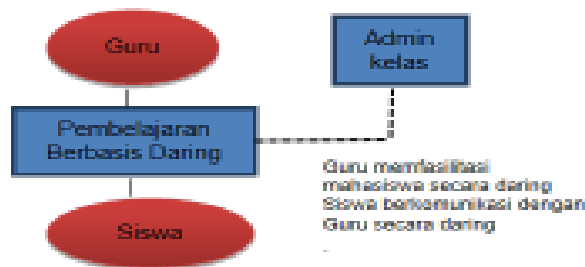 Guru
Admin
kelas
Pembelajaran
Berbasis Daring
Guru memfasilitasi
mahasiswa secara daring
Siswa berkomunikasi dengan
Guru secara daring
Siswa